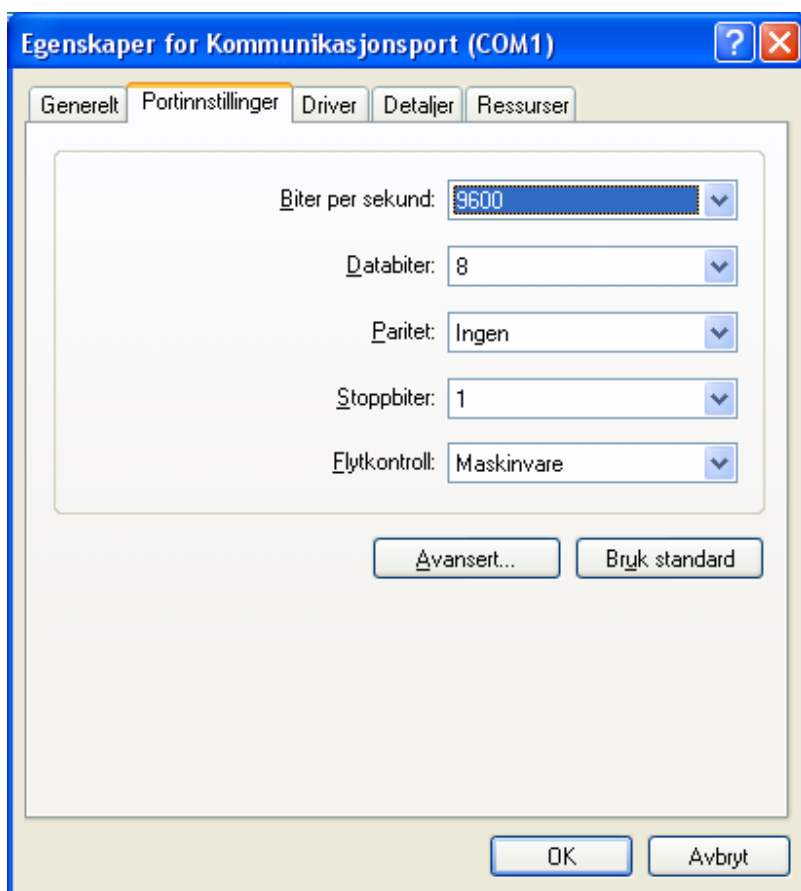 Egenskaper for Kommunikasjonsport (COM1)
Generelt Portinnstillinger Driver Detaljer Ressurser
Biter per sekund: 9600
Databiter: 8
Paritet: Ingen
Stoppbiter: 1
Flytkontroll: Maskinvare
Avansert... Bruk standard
OK Avbryt